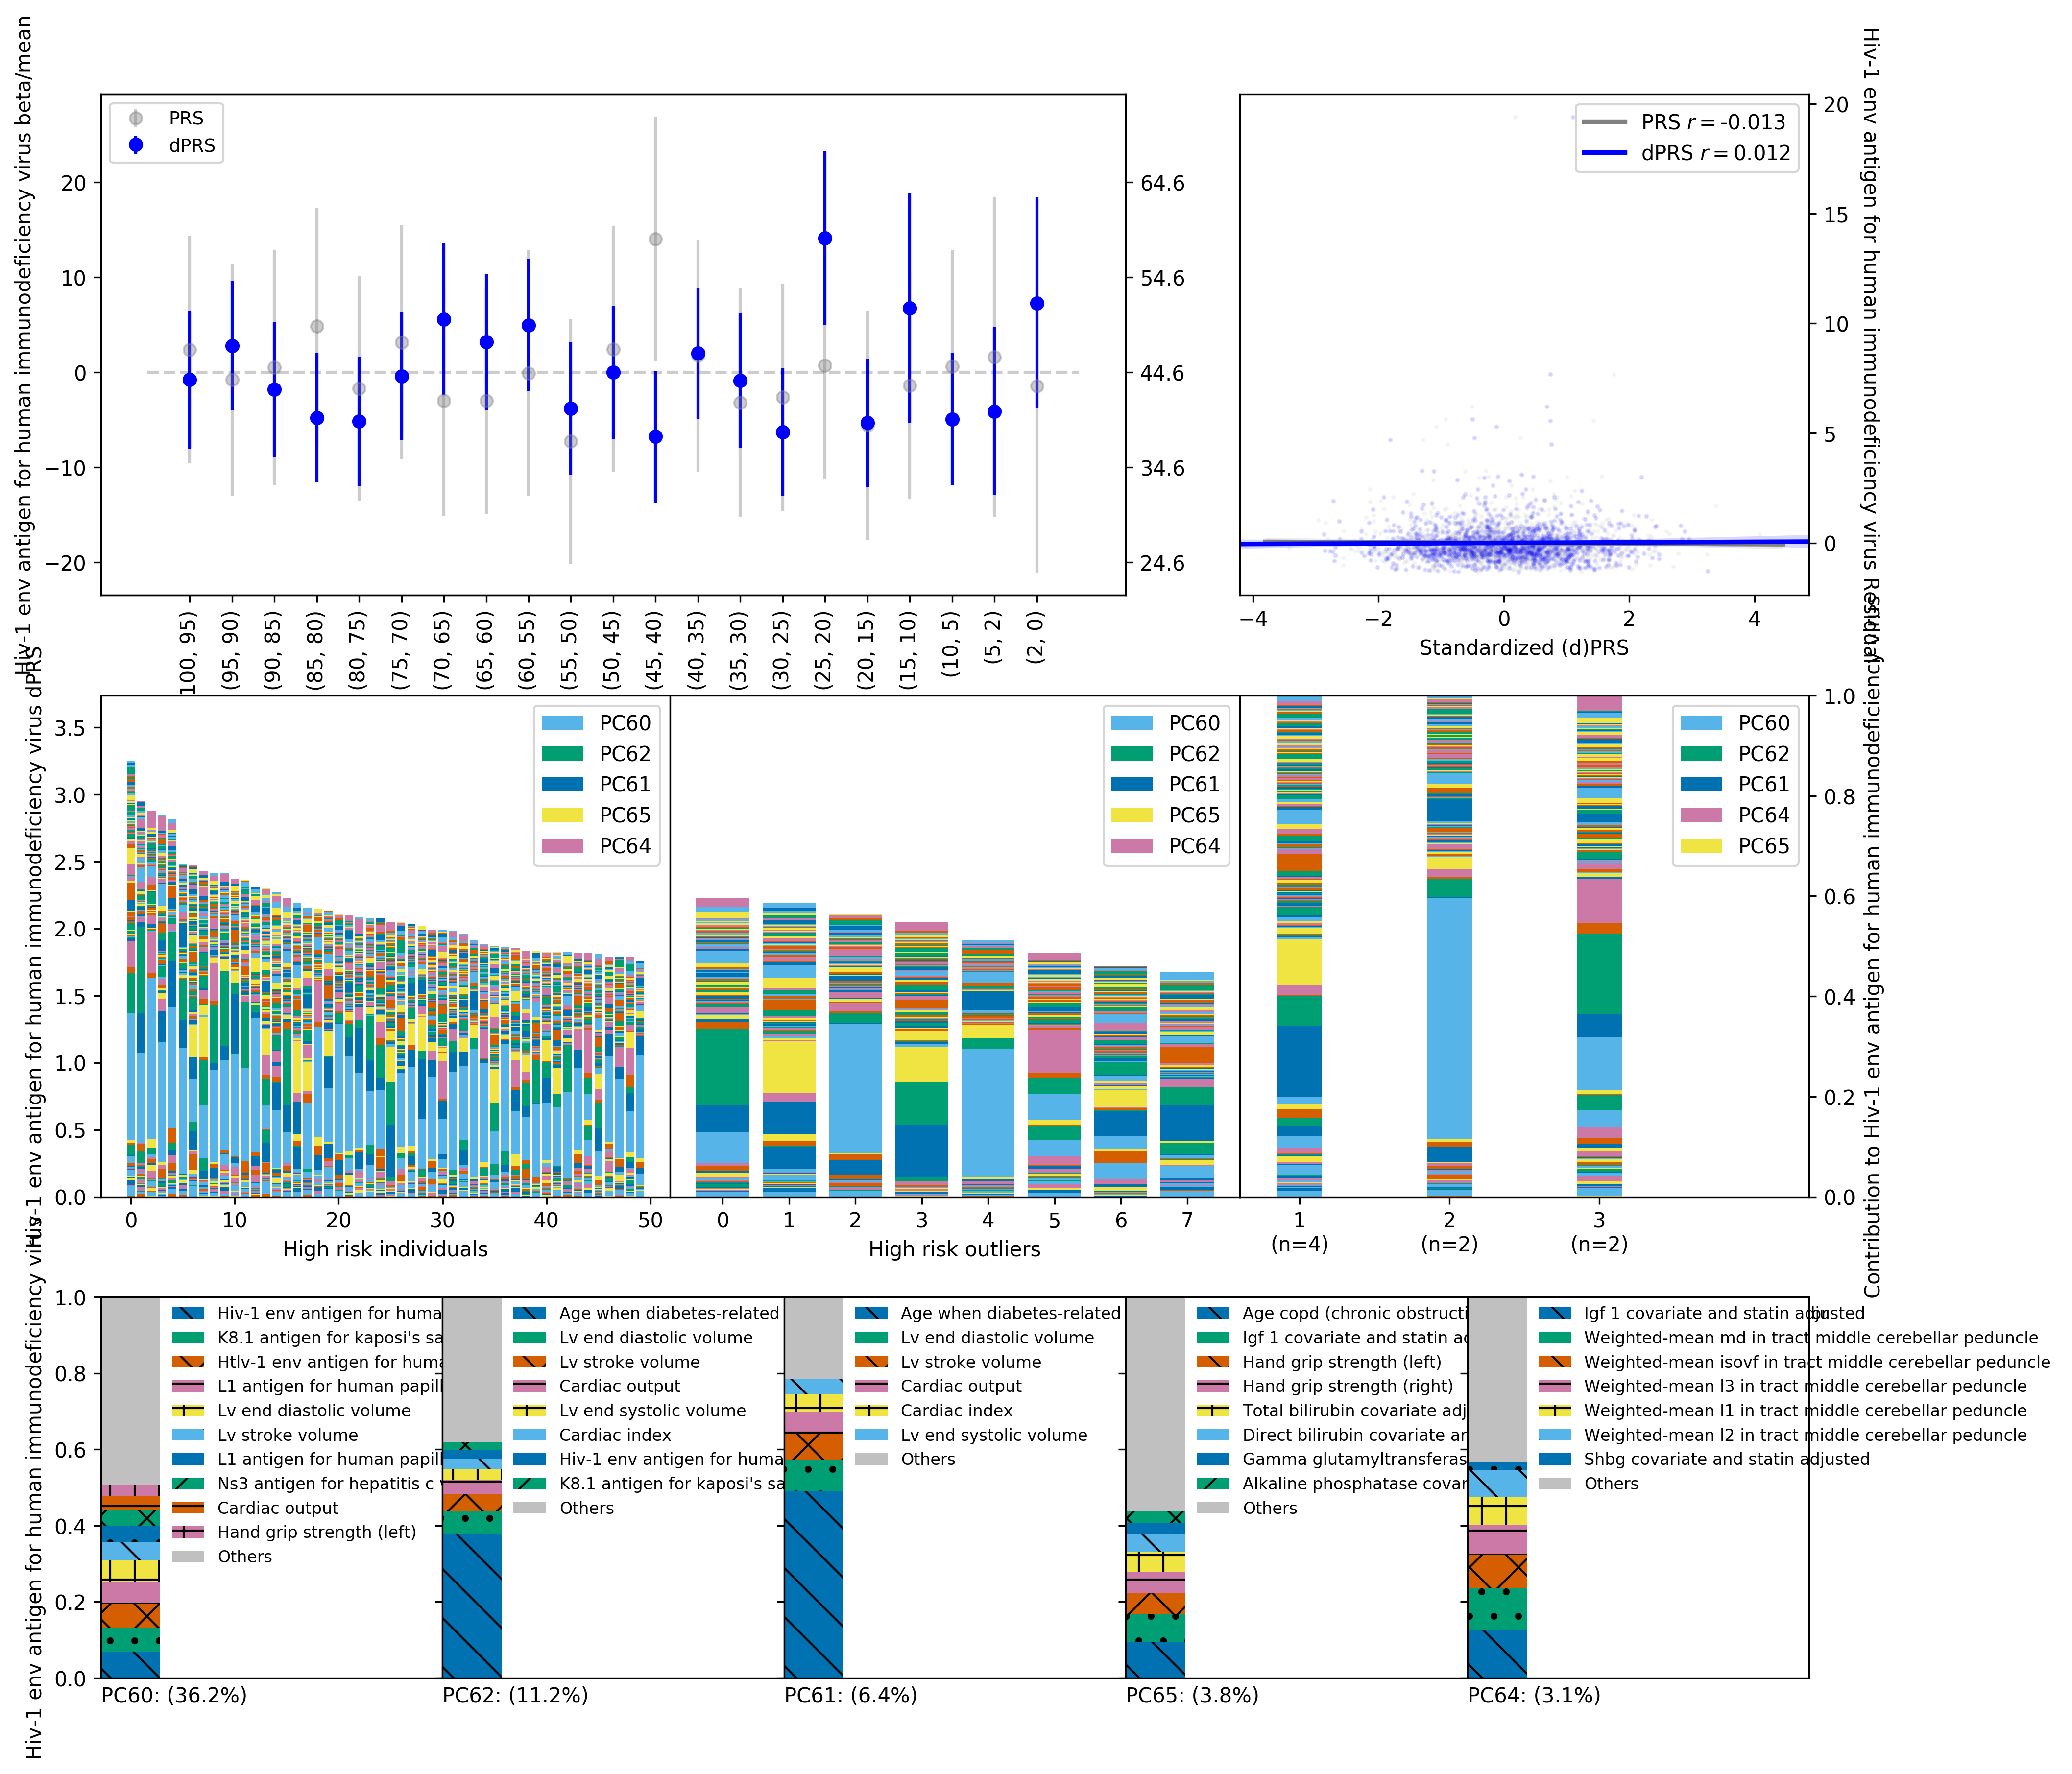 Hiv-1 env antigen for human immunodeficiency virus beta/mean
PRS
dPRS
20
10
0
−10
−20
64.6
54.6
44.6
34.6
24.6
100, 95)
(95, 90)
(90, 85)
(85, 80)
(80, 75)
(75, 70)
(70, 65)
(65, 60)
(60, 55)
(55, 50)
(50, 45)
(45, 40)
(40, 35)
(35, 30)
(30, 25)
(25, 20)
(20, 15)
(15, 10)
(10, 5)
(5, 2)
(2, 0)
PRS r = -0.013
dPRS r = 0.012
20
15
10
5
0
−4
−2
0
2
4
Standardized (d)PRS
Hiv-1 env antigen for human immunodeficiency virus Residual
Hiv-1 env antigen for human immunodeficiency virus dPRS
3.5
3.0
2.5
2.0
1.5
1.0
0.5
0.0
PC60
PC62
PC61
PC65
PC64
0
10
20
30
40
50
High risk individuals
PC60
PC62
PC61
PC65
PC64
0
1
2
3
4
5
6
7
High risk outliers
PC60
PC62
PC61
PC64
PC65
1
(n=4)
2
(n=2)
3
(n=2)
1.0
0.8
0.6
0.4
0.2
0.0
Contribution to Hiv-1 env antigen for human immunodeficiency virus
Hiv-1 env antigen for human immunodeficiency virus
1.0
0.8
0.6
0.4
0.2
0.0
Hiv-1 env antigen for huma
K8.1 antigen for kaposi's sa
Htlv-1 env antigen for huma
L1 antigen for human papill
Lv end diastolic volume
Lv stroke volume
L1 antigen for human papill
Ns3 antigen for hepatitis c
Cardiac output
Hand grip strength (left)
Others
PC60: (36.2%)
Age when diabetes-related
Lv end diastolic volume
Lv stroke volume
Cardiac output
Lv end systolic volume
Cardiac index
Hiv-1 env antigen for huma
K8.1 antigen for kaposi's sa
Others
PC62: (11.2%)
Age when diabetes-related
Lv end diastolic volume
Lv stroke volume
Cardiac output
Cardiac index
Lv end systolic volume
Others
PC61: (6.4%)
Age copd (chronic obstructi
Igf 1 covariate and statin ad
Hand grip strength (left)
Hand grip strength (right)
Total bilirubin covariate adj
Direct bilirubin covariate an
Gamma glutamyltransferas
Alkaline phosphatase covar
Others
PC65: (3.8%)
Igf 1 covariate and statin adjusted
Weighted-mean md in tract middle cerebellar peduncle
Weighted-mean isovf in tract middle cerebellar peduncle
Weighted-mean l3 in tract middle cerebellar peduncle
Weighted-mean l1 in tract middle cerebellar peduncle
Weighted-mean l2 in tract middle cerebellar peduncle
Shbg covariate and statin adjusted
Others
PC64: (3.1%)